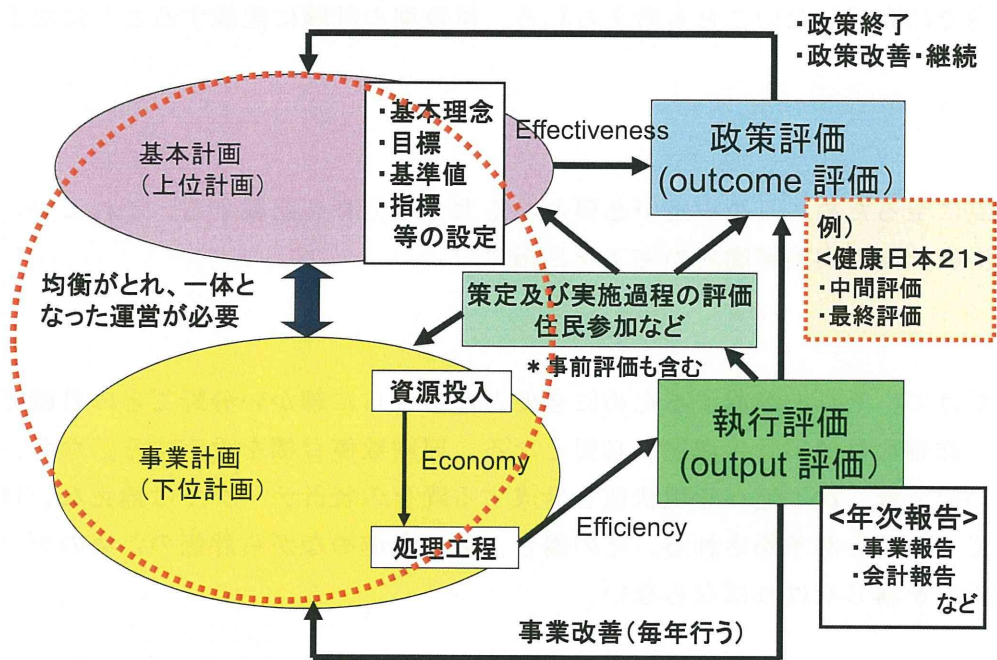 ・政策終了
・政策改善・継続
基本計画
（上位計画）
・基本理念
・目標
・基準値
・指標
等の設定
Effectiveness
政策評価
(outcome 評価)
例）
<健康日本２１>
・中間評価
・最終評価
均衡がとれ、一体と
なった運営が必要
策定及び実施過程の評価
住民参加など
＊事前評価も含む
事業計画
（下位計画）
資源投入
Economy
処理工程
Efficiency
執行評価
(output 評価)
<年次報告>
・事業報告
・会計報告
など
事業改善（毎年行う）